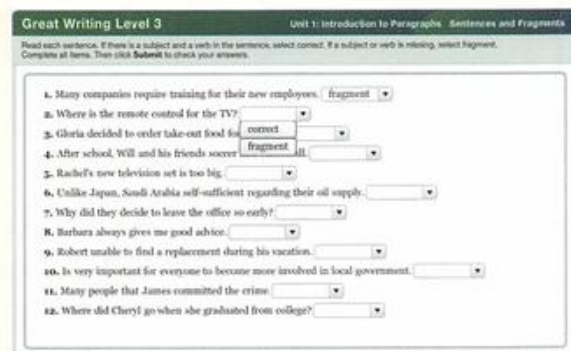 Great Writing Level 3
Unit 1: Introduction to Paragraphs Sentences and Fragments
Read each sentence. If there is a subject and a verb in the sentence, select correct. If a subject or verb is missing, select fragment.
Complete all items. Then click Submit to check your answers.
1. Many companies require training for their new employees. fragment
2. Where is the remote control for the TV?
correct
fragment
3. Gloria decided to order take-out food for
4. After school, Will and his friends soccer
5. Rachel's new television set is too big.
6. Unlike Japan, Saudi Arabia self-sufficient regarding their oil supply.
7. Why did they decide to leave the office so early?
8. Barbara always gives me good advice.
9. Robert unable to find a replacement during his vacation.
10. Is very important for everyone to become more involved in local government.
11. Many people that James committed the crime.
12. Where did Cheryl go when she graduated from college?